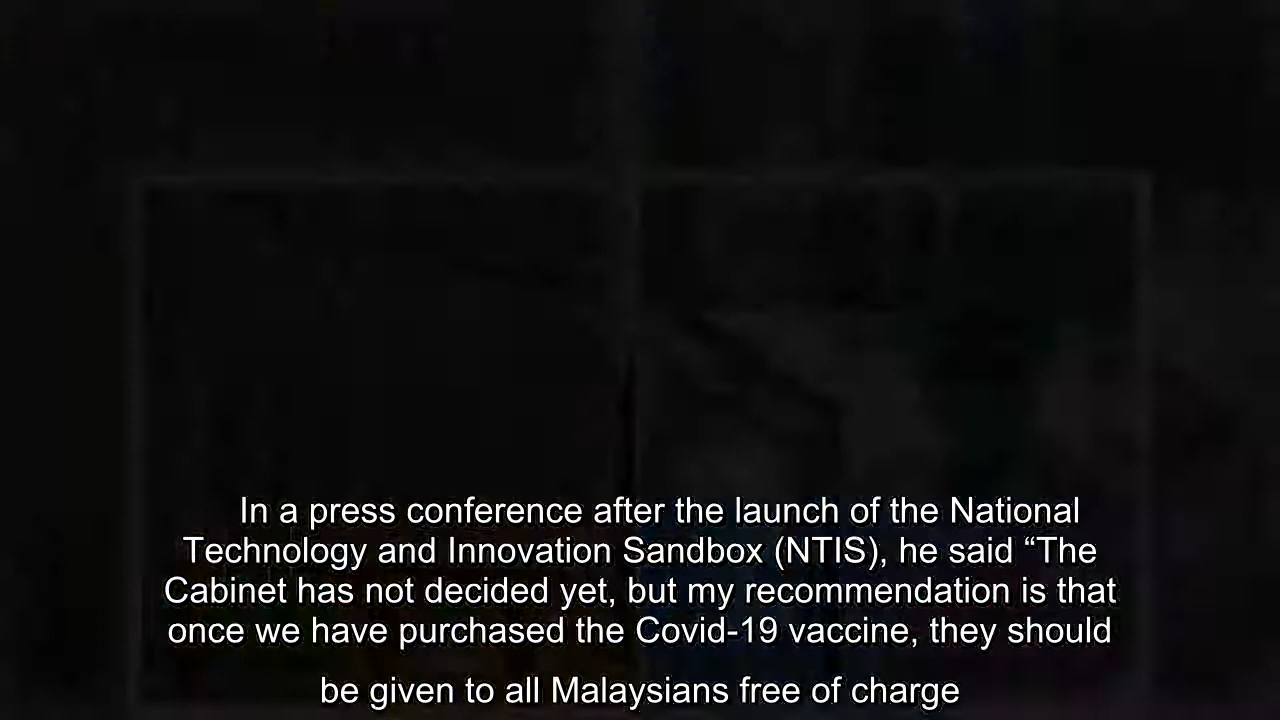 In a press conference after the launch of the National
Technology and Innovation Sandbox (NTIS), he said “The
Cabinet has not decided yet, but my recommendation is that
once we have purchased the Covid-19 vaccine, they should
be given to all Malaysians free of charge